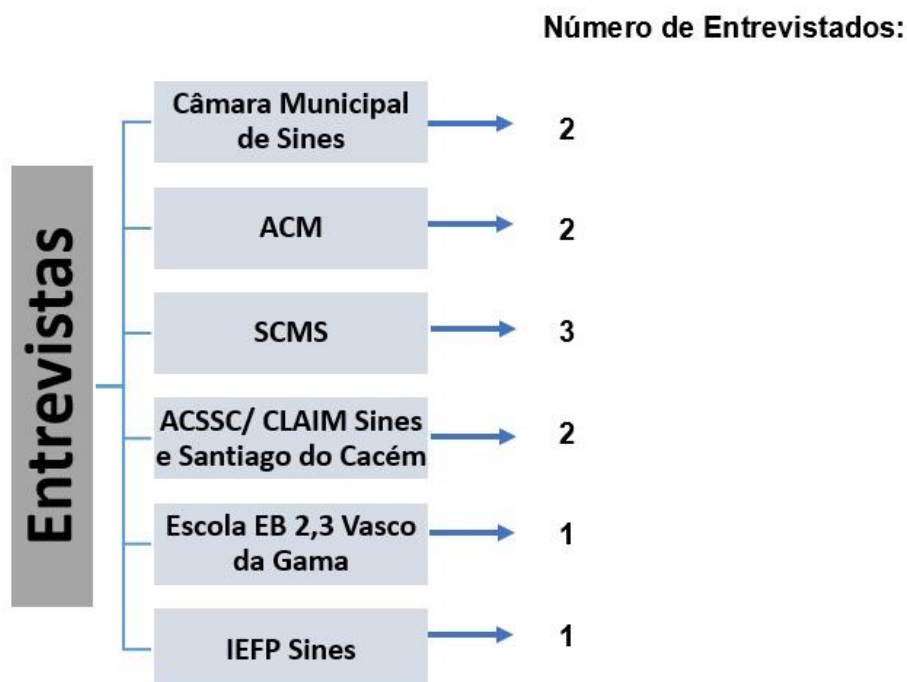 Número de Entrevistados:
Entrevistas
Câmara Municipal
de Sines
2
ACM
2
SCMS
3
ACSSC/ CLAIM Sines
e Santiago do Cacém
2
Escola EB 2,3 Vasco
da Gama
1
IEFP Sines
1